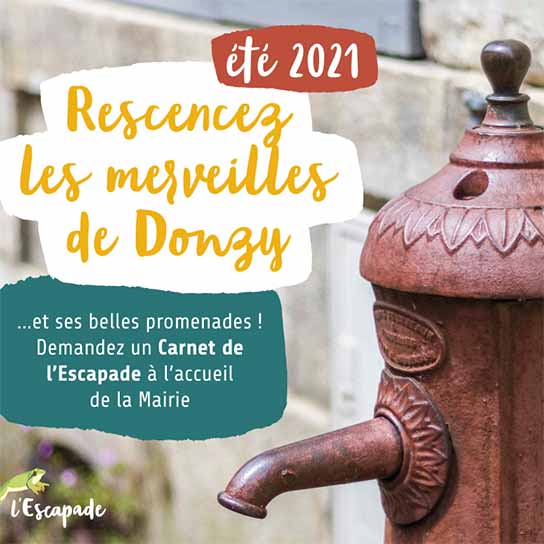 été 2021
Rescencez
les merveilles
de Donzy
...et ses belles promenades !
Demandez un Carnet de
l'Escapade à l'accueil
de la Mairie
l'Escapade